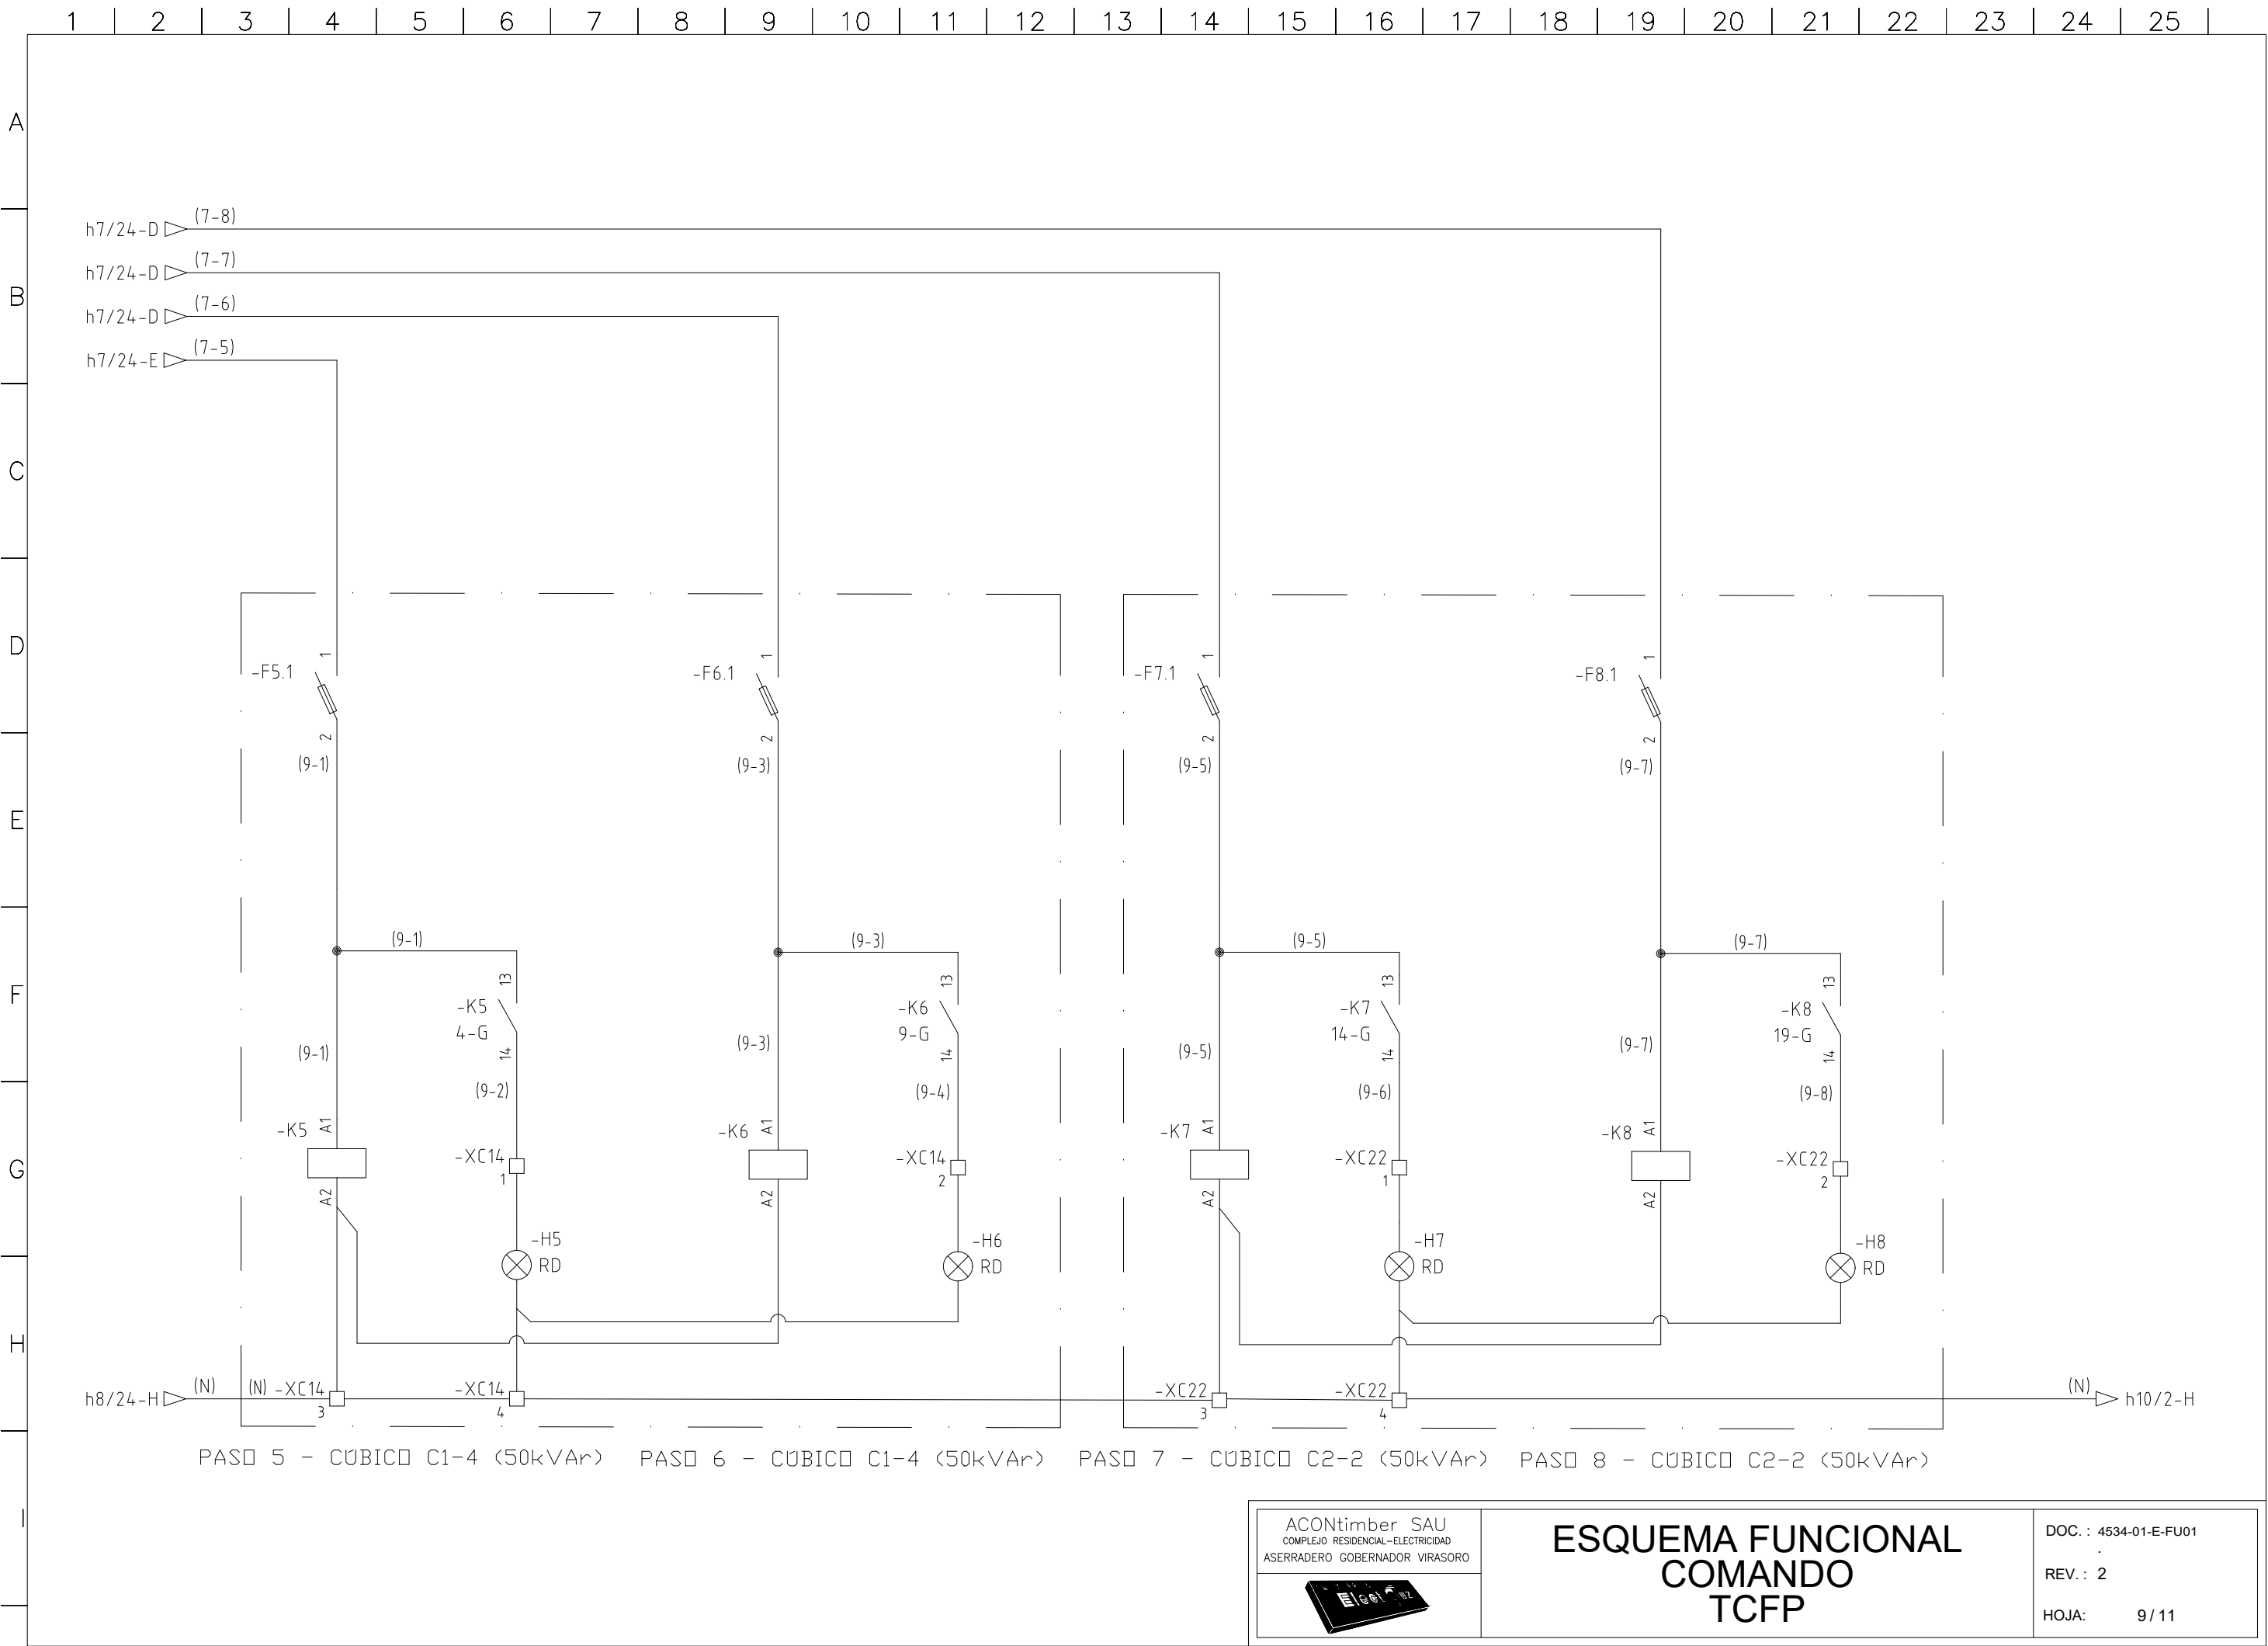 1 2 3 4 5 6 7 8 9 10 11 12 13 14 15 16 17 18 19 20 21 22 23 24 25
A
B
C
D
E
F
G
H
I
h7/24-D (7-8)
h7/24-D (7-7)
h7/24-D (7-6)
h7/24-E (7-5)
-F5.1 1 -F6.1 1 -F7.1 1 -F8.1 1
2 2 2 2
(9-1) (9-3) (9-5) (9-7)
(9-1) (9-3) (9-5) (9-7)
13 13 13 13
-K5 -K6 -K7 -K8
4-G 9-G 14-G 19-G
(9-1) 14 (9-3) 14 (9-5) 14 (9-7) 14
(9-2) (9-4) (9-6) (9-8)
-K5 A1 -K6 A1 -K7 A1 -K8 A1
-XC14 -XC14 -XC22 -XC22
1 2 1 2
A2 A2 A2 A2
-H5 -H6 -H7 -H8
RD RD RD RD
h8/24-H (N) (N) -XC14 -XC14 -XC22 -XC22 (N) h10/2-H
3 4 3 4
PASO 5 - CÚBICO C1-4 (50kVAr) PASO 6 - CÚBICO C1-4 (50kVAr) PASO 7 - CÚBICO C2-2 (50kVAr) PASO 8 - CÚBICO C2-2 (50kVAr)
ACONtimber SAU
COMPLEJO RESIDENCIAL-ELECTRICIDAD
ASERRADERO GOBERNADOR VIRASORO
ESQUEMA FUNCIONAL
COMANDO
TCFP
DOC. : 4534-01-E-FU01
.
REV. : 2
HOJA: 9 / 11